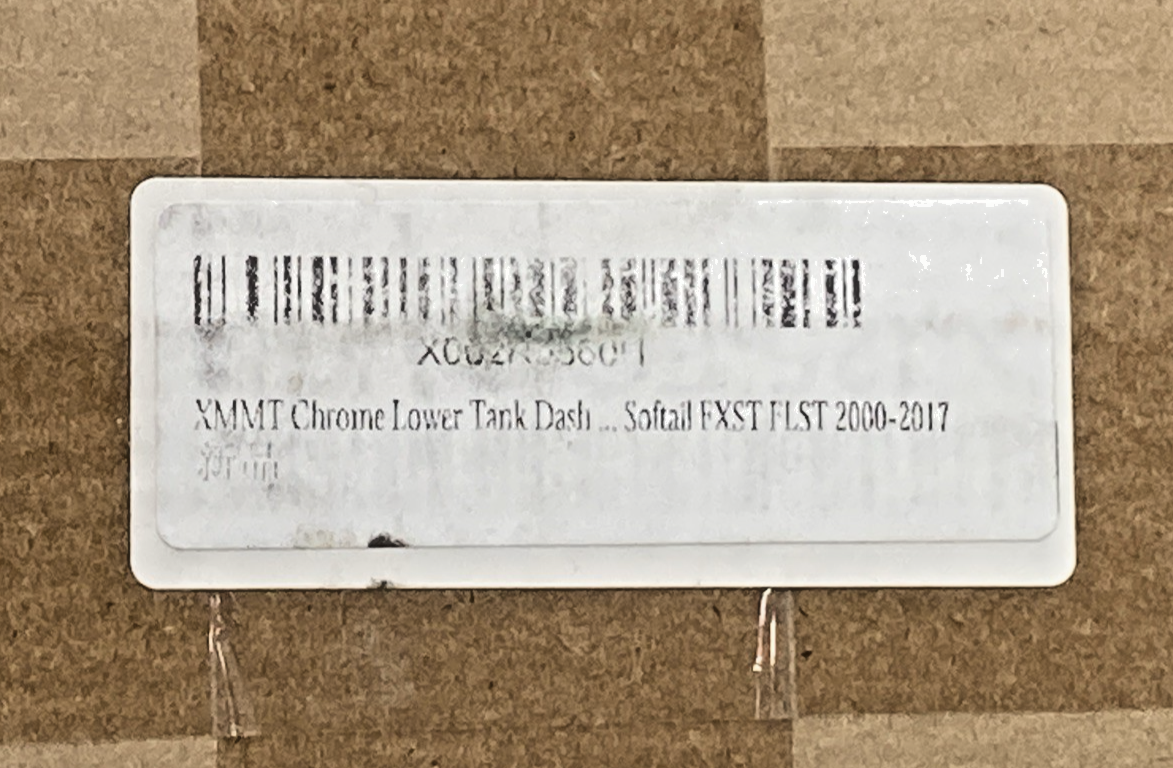 XMMT Chrome Lower Tank Dash ... Softail FXST FLST 2000-2017
新品